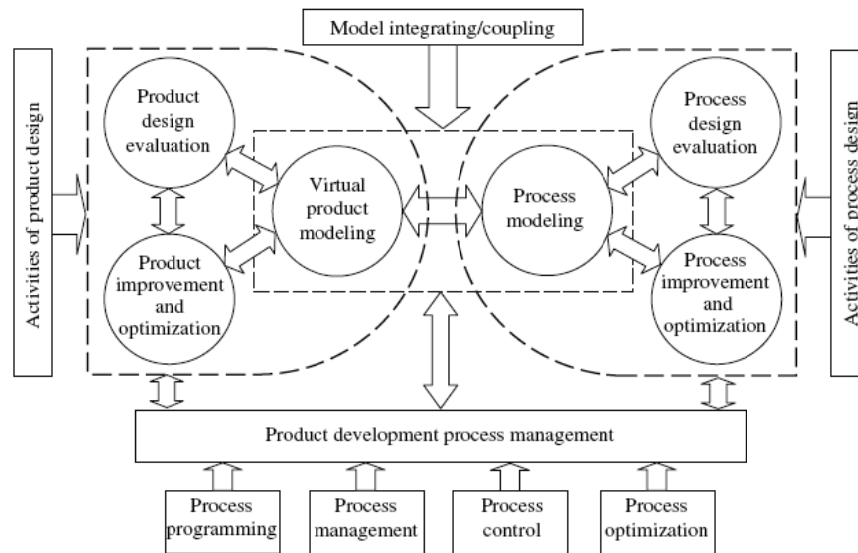 Model integrating/coupling
Activities of product design
Product
design
evaluation
Virtual
product
modeling
Product
improvement
and
optimization
Process
modeling
Process
design
evaluation
Process
improvement
and
optimization
Activities of process design
Product development process management
Process
programming
Process
management
Process
control
Process
optimization